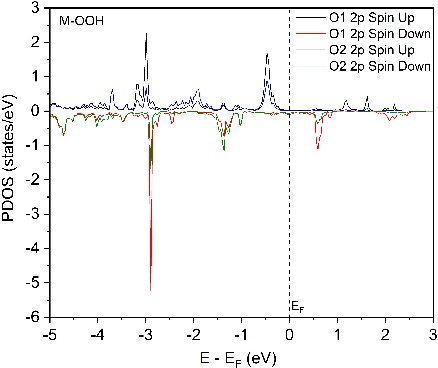 M-OOH
O1 2p Spin Up
O1 2p Spin Down
O2 2p Spin Up
O2 2p Spin Down
3
2
1
0
-1
-2
-3
-4
-5
-6
PDOS (states/eV)
EF
-5 -4 -3 -2 -1 0 1 2 3
E - EF (eV)